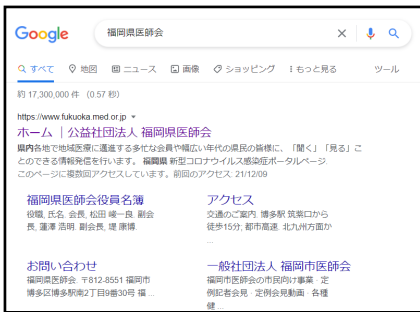 Google
福岡県医師会
すべて 地図 ニュース 画像 ショッピング もっと見る ツール
約 17,300,000 件 （0.57 秒）
https://www.fukuoka.med.or.jp
ホーム | 公益社団法人 福岡県医師会
県内各地で地域医療に邁進する多忙な会員や幅広い年代の県民の皆様に、「聞く」「見る」こ
とのできる情報発信を行います。 福岡県 新型コロナウイルス感染症ポータルページ
このページに複数回アクセスしています。前回のアクセス: 21/12/09
福岡県医師会役員名簿
役職, 氏名. 会長, 松田 峻一良. 副会
長, 蓮澤 浩明. 副会長, 堤 康博.
アクセス
交通のご案内. 博多駅 筑紫口から
徒歩15分; 都市高速. 北九州方面か
...
お問い合わせ
福岡県医師会. 〒812-8551 福岡市
博多区博多駅南2丁目9番30号 福 ...
一般社団法人 福岡市医師会
福岡市医師会の市民向け事業 · 定
例記者会見 · 定例会見動画 · 各種
健 ...